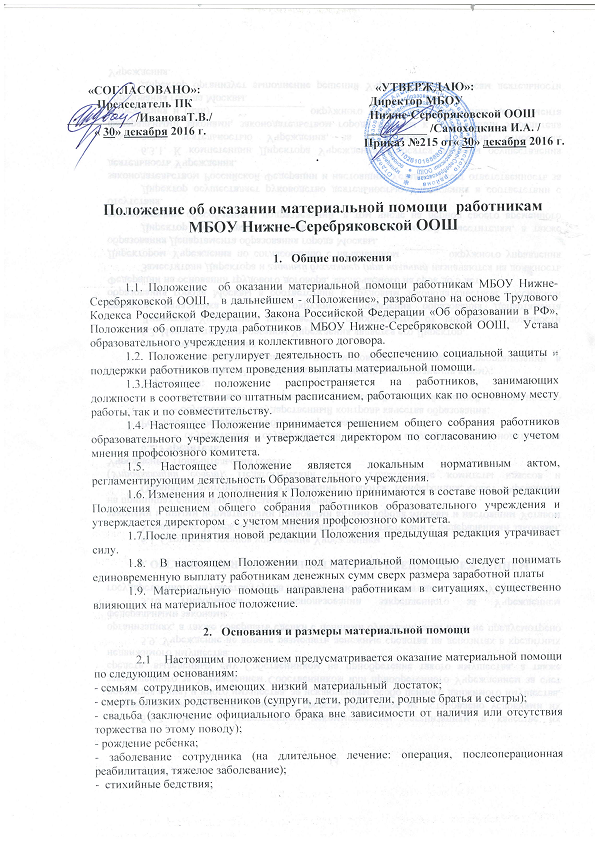 «СОГЛАСОВАНО»:
Председатель ПК
/ИвановаТ.В./
« 30» декабря 2016 г.
«УТВЕРЖДАЮ»:
Директор МБОУ
Нижне-Серебряковской ООШ
/Самоходкина И.А. /
Приказ №215 от« 30» декабря 2016 г.
Положение об оказании материальной помощи работникам
МБОУ Нижне-Серебряковской ООШ
1. Общие положения
1.1. Положение об оказании материальной помощи работникам МБОУ Нижне-
Серебряковской ООШ, в дальнейшем - «Положение», разработано на основе Трудового
Кодекса Российской Федерации, Закона Российской Федерации «Об образовании в РФ»,
Положения об оплате труда работников МБОУ Нижне-Серебряковской ООШ, Устава
образовательного учреждения и коллективного договора.
1.2. Положение регулирует деятельность по обеспечению социальной защиты и
поддержки работников путем проведения выплаты материальной помощи.
1.3.Настоящее положение распространяется на работников, занимающих
должности в соответствии со штатным расписанием, работающих как по основному месту
работы, так и по совместительству.
1.4. Настоящее Положение принимается решением общего собрания работников
образовательного учреждения и утверждается директором по согласованию с учетом
мнения профсоюзного комитета.
1.5. Настоящее Положение является локальным нормативным актом,
регламентирующим деятельность Образовательного учреждения.
1.6. Изменения и дополнения к Положению принимаются в составе новой редакции
Положения решением общего собрания работников образовательного учреждения и
утверждается директором с учетом мнения профсоюзного комитета.
1.7.После принятия новой редакции Положения предыдущая редакция утрачивает
силу.
1.8. В настоящем Положении под материальной помощью следует понимать
единовременную выплату работникам денежных сумм сверх размера заработной платы
1.9. Материальную помощь направлена работникам в ситуациях, существенно
влияющих на материальное положение.
2. Основания и размеры материальной помощи
2.1 Настоящим положением предусматривается оказание материальной помощи
по следующим основаниям:
- семьям сотрудников, имеющих низкий материальный достаток;
- смерть близких родственников (супруги, дети, родители, родные братья и сестры);
- свадьба (заключение официального брака вне зависимости от наличия или отсутствия
торжества по этому поводу);
- рождение ребенка;
- заболевание сотрудника (на длительное лечение: операция, послеоперационная
реабилитация, тяжелое заболевание);
- стихийные бедствия;